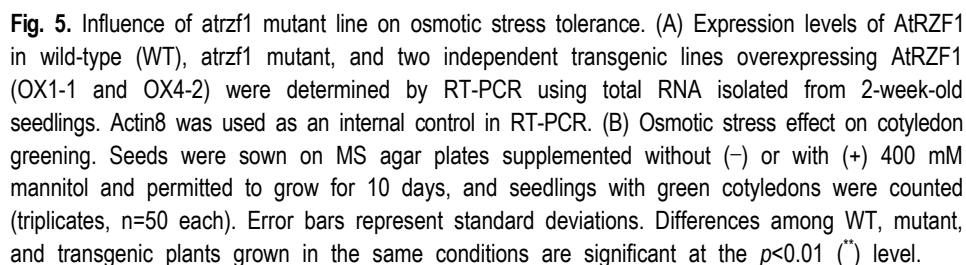 Fig. 5. Influence of atrzf1 mutant line on osmotic stress tolerance. (A) Expression levels of AtRZF1
in wild-type (WT), atrzf1 mutant, and two independent transgenic lines overexpressing AtRZF1
(OX1-1 and OX4-2) were determined by RT-PCR using total RNA isolated from 2-week-old
seedlings. Actin8 was used as an internal control in RT-PCR. (B) Osmotic stress effect on cotyledon
greening. Seeds were sown on MS agar plates supplemented without (−) or with (+) 400 mM
mannitol and permitted to grow for 10 days, and seedlings with green cotyledons were counted
(triplicates, n=50 each). Error bars represent standard deviations. Differences among WT, mutant,
and transgenic plants grown in the same conditions are significant at the p<0.01 (**) level.